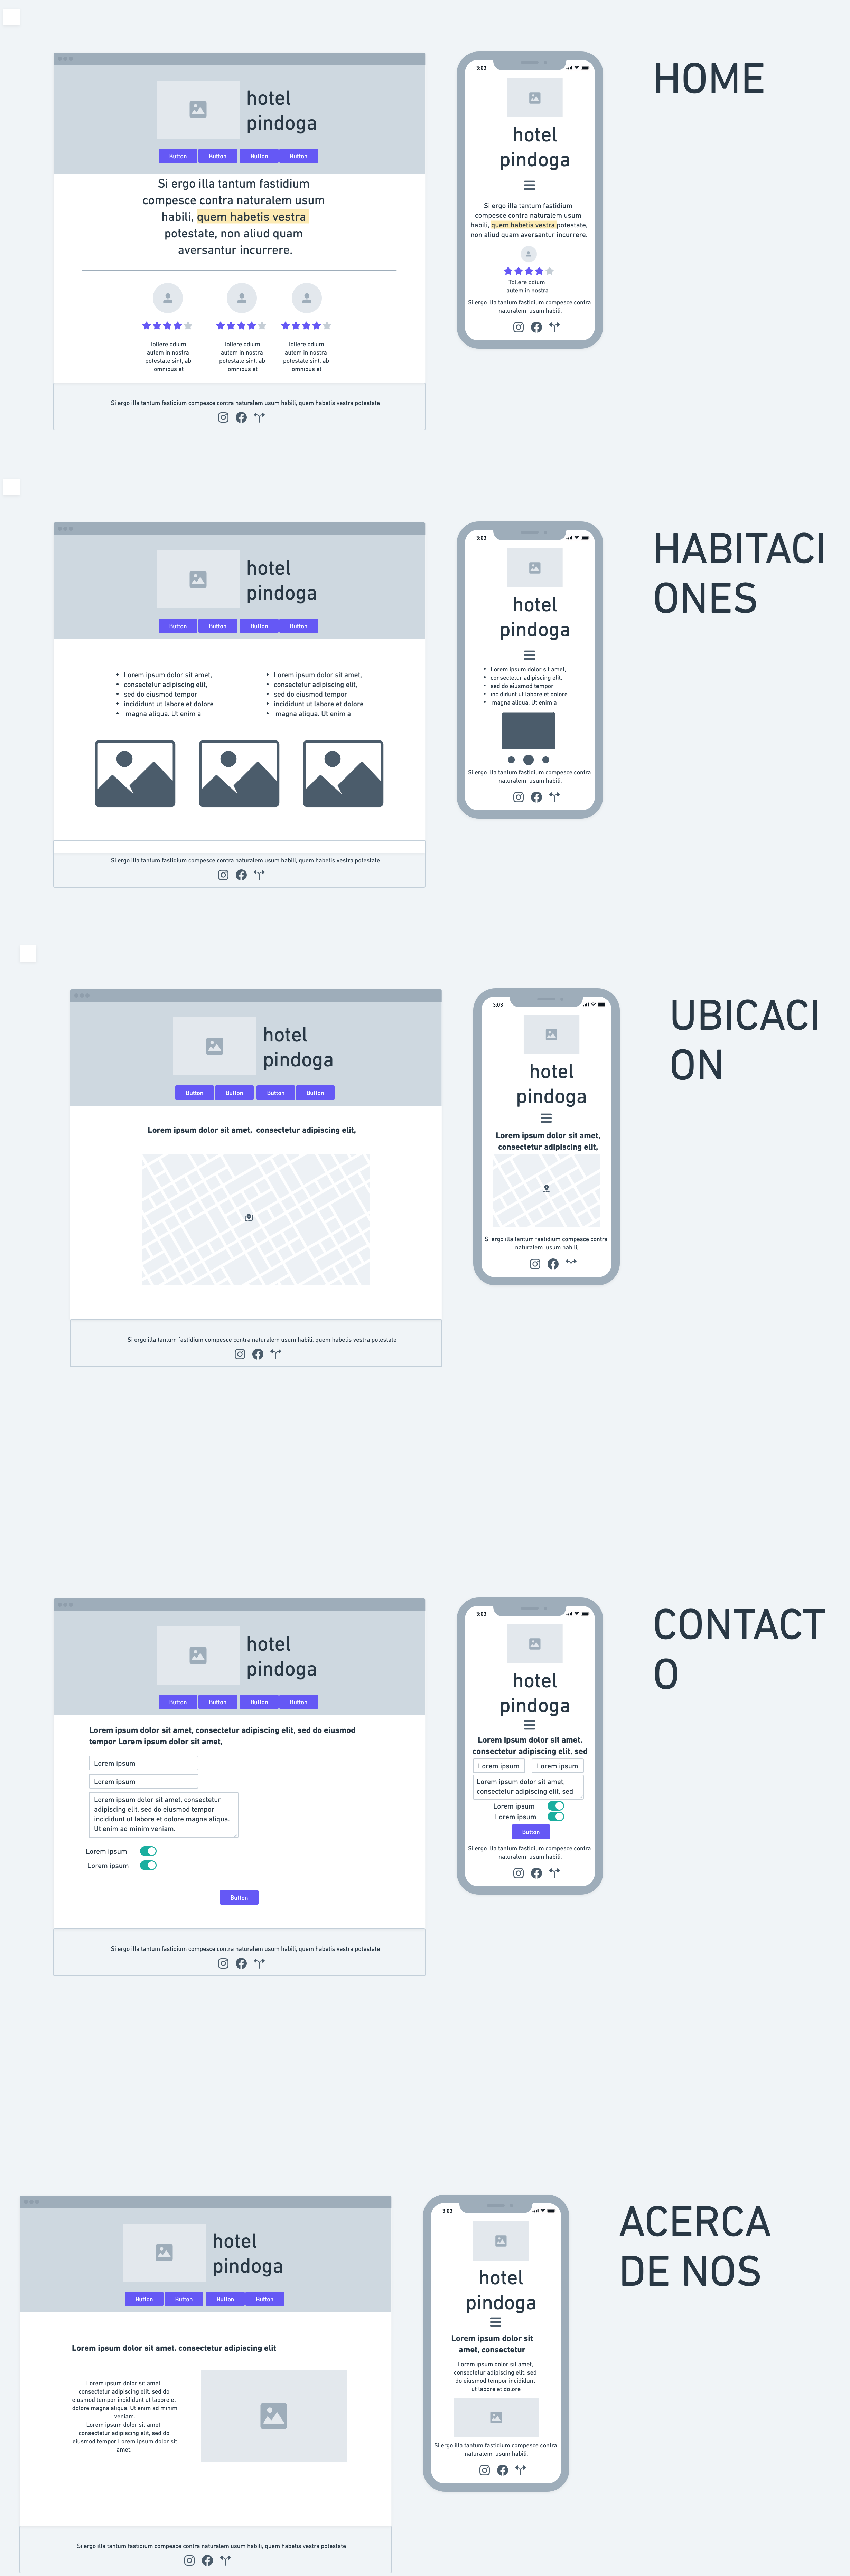 HOME
hotel
pindoga
Button Button Button Button
Si ergo illa tantum fastidium
compesce contra naturalem usum
habili, quem habetis vestra
potestate, non aliud quam
aversantur incurrere.
Tollere odium
autem in nostra
potestate sint, ab
omnibus et
Tollere odium
autem in nostra
potestate sint, ab
omnibus et
Tollere odium
autem in nostra
potestate sint, ab
omnibus et
Si ergo illa tantum fastidium compesce contra naturalem usum habili, quem habetis vestra potestate
3:03
hotel
pindoga
Si ergo illa tantum fastidium
compesce contra naturalem usum
habili, quem habetis vestra potestate,
non aliud quam aversantur incurrere.
Tollere odium
autem in nostra
Si ergo illa tantum fastidium compesce contra
naturalem usum habili,
HABITACI
ONES
hotel
pindoga
Button Button Button Button
• Lorem ipsum dolor sit amet,
• consectetur adipiscing elit,
• sed do eiusmod tempor
• incididunt ut labore et dolore
• magna aliqua. Ut enim a
• Lorem ipsum dolor sit amet,
• consectetur adipiscing elit,
• sed do eiusmod tempor
• incididunt ut labore et dolore
• magna aliqua. Ut enim a
Si ergo illa tantum fastidium compesce contra naturalem usum habili, quem habetis vestra potestate
3:03
hotel
pindoga
• Lorem ipsum dolor sit amet,
• consectetur adipiscing elit,
• sed do eiusmod tempor
• incididunt ut labore et dolore
• magna aliqua. Ut enim a
Si ergo illa tantum fastidium compesce contra
naturalem usum habili,
UBICACI
ON
hotel
pindoga
Button Button Button Button
Lorem ipsum dolor sit amet, consectetur adipiscing elit,
Si ergo illa tantum fastidium compesce contra naturalem usum habili, quem habetis vestra potestate
3:03
hotel
pindoga
Lorem ipsum dolor sit amet,
consectetur adipiscing elit,
Si ergo illa tantum fastidium compesce contra
naturalem usum habili,
CONTACT
O
hotel
pindoga
Button Button Button Button
Lorem ipsum dolor sit amet, consectetur adipiscing elit, sed do eiusmod
tempor Lorem ipsum dolor sit amet,
Lorem ipsum
Lorem ipsum
Lorem ipsum dolor sit amet, consectetur
adipiscing elit, sed do eiusmod tempor
incididunt ut labore et dolore magna aliqua.
Ut enim ad minim veniam.
Lorem ipsum
Lorem ipsum
Button
Si ergo illa tantum fastidium compesce contra naturalem usum habili, quem habetis vestra potestate
3:03
hotel
pindoga
Lorem ipsum dolor sit amet,
consectetur adipiscing elit, sed
Lorem ipsum Lorem ipsum
Lorem ipsum dolor sit amet,
consectetur adipiscing elit, sed
Lorem ipsum
Lorem ipsum
Button
Si ergo illa tantum fastidium compesce contra
naturalem usum habili,
ACERCA
DE NOS
hotel
pindoga
Button Button Button Button
Lorem ipsum dolor sit amet, consectetur adipiscing elit
Lorem ipsum dolor sit amet,
consectetur adipiscing elit, sed do
eiusmod tempor incididunt ut labore et
dolore magna aliqua. Ut enim ad minim
veniam.
Lorem ipsum dolor sit amet,
consectetur adipiscing elit, sed do
eiusmod tempor Lorem ipsum dolor sit
amet,
Si ergo illa tantum fastidium compesce contra naturalem usum habili, quem habetis vestra potestate
3:03
hotel
pindoga
Lorem ipsum dolor sit
amet, consectetur
Lorem ipsum dolor sit amet,
consectetur adipiscing elit, sed
do eiusmod tempor incididunt
ut labore et dolore
Si ergo illa tantum fastidium compesce contra
naturalem usum habili,